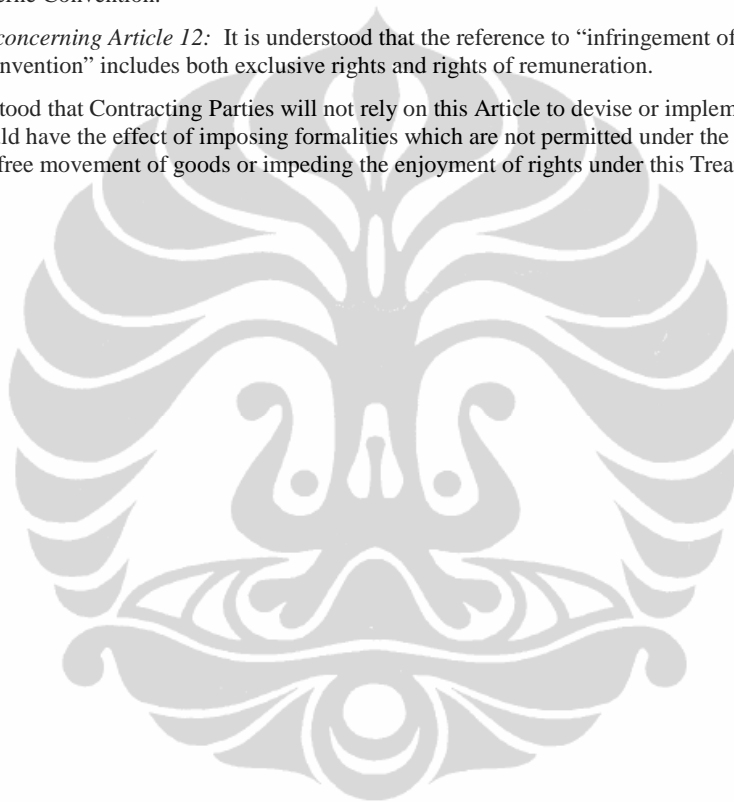 erne Convention.
concerning Article 12: It is understood that the reference to “infringement of
nvention” includes both exclusive rights and rights of remuneration.
tood that Contracting Parties will not rely on this Article to devise or implem
ld have the effect of imposing formalities which are not permitted under the
free movement of goods or impeding the enjoyment of rights under this Trea